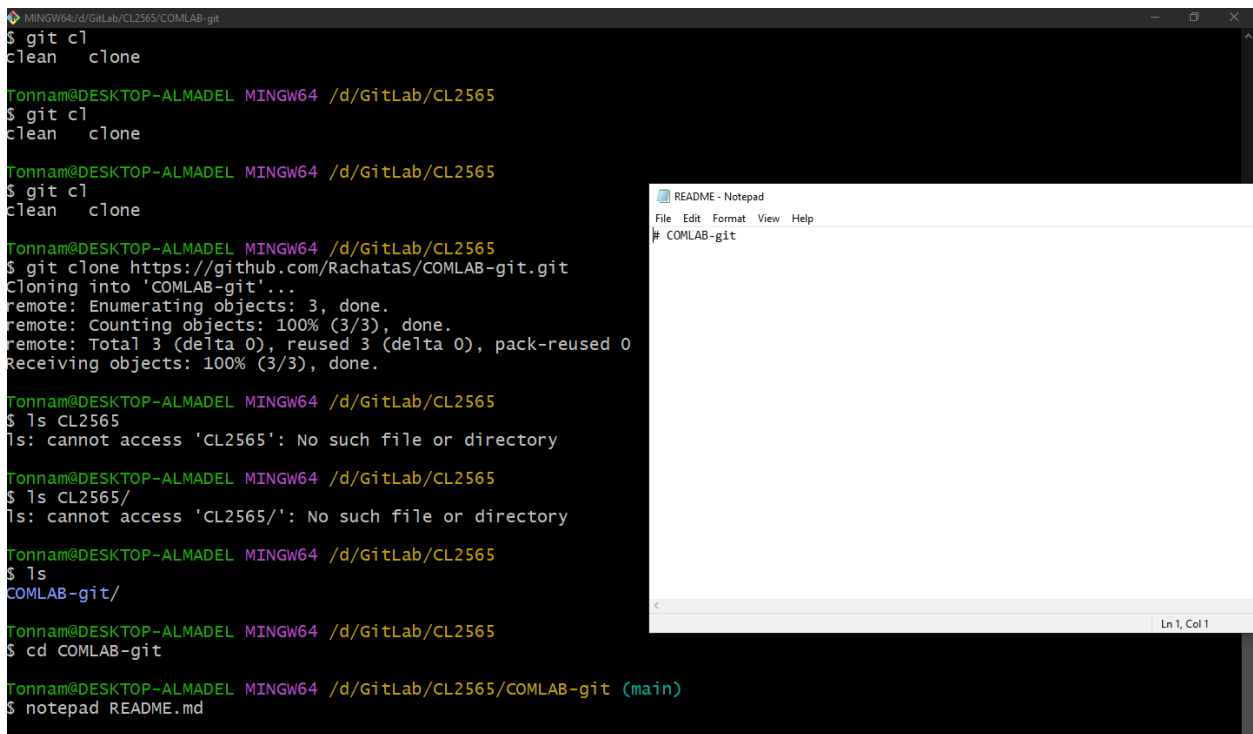 MINGW64:/d/GitLab/CL2565/COMLAB-git
$ git cl
clean   clone
Tonnam@DESKTOP-ALMADEL MINGW64 /d/GitLab/CL2565
$ git cl
clean   clone
Tonnam@DESKTOP-ALMADEL MINGW64 /d/GitLab/CL2565
$ git cl
clean   clone
Tonnam@DESKTOP-ALMADEL MINGW64 /d/GitLab/CL2565
$ git clone https://github.com/RachataS/COMLAB-git.git
Cloning into 'COMLAB-git'...
remote: Enumerating objects: 3, done.
remote: Counting objects: 100% (3/3), done.
remote: Total 3 (delta 0), reused 3 (delta 0), pack-reused 0
Receiving objects: 100% (3/3), done.
Tonnam@DESKTOP-ALMADEL MINGW64 /d/GitLab/CL2565
$ ls CL2565
ls: cannot access 'CL2565': No such file or directory
Tonnam@DESKTOP-ALMADEL MINGW64 /d/GitLab/CL2565
$ ls CL2565/
ls: cannot access 'CL2565/': No such file or directory
Tonnam@DESKTOP-ALMADEL MINGW64 /d/GitLab/CL2565
$ ls
COMLAB-git/
Tonnam@DESKTOP-ALMADEL MINGW64 /d/GitLab/CL2565
$ cd COMLAB-git
Tonnam@DESKTOP-ALMADEL MINGW64 /d/GitLab/CL2565/COMLAB-git (main)
$ notepad README.md
README - Notepad
File Edit Format View Help
# COMLAB-git
Ln 1, Col 1